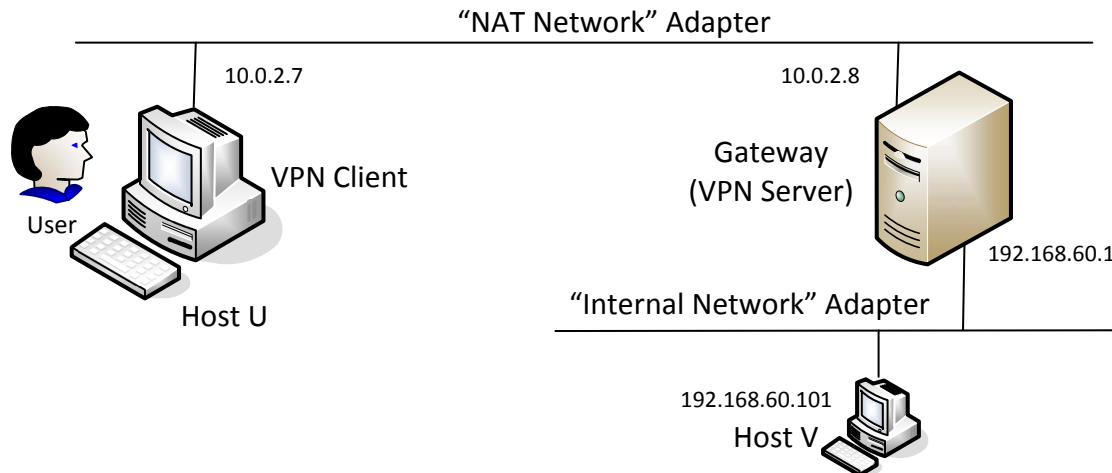 “NAT Network” Adapter
10.0.2.7
10.0.2.8
VPN Client
Gateway
(VPN Server)
User
Host U
192.168.60.1
“Internal Network” Adapter
192.168.60.101
Host V